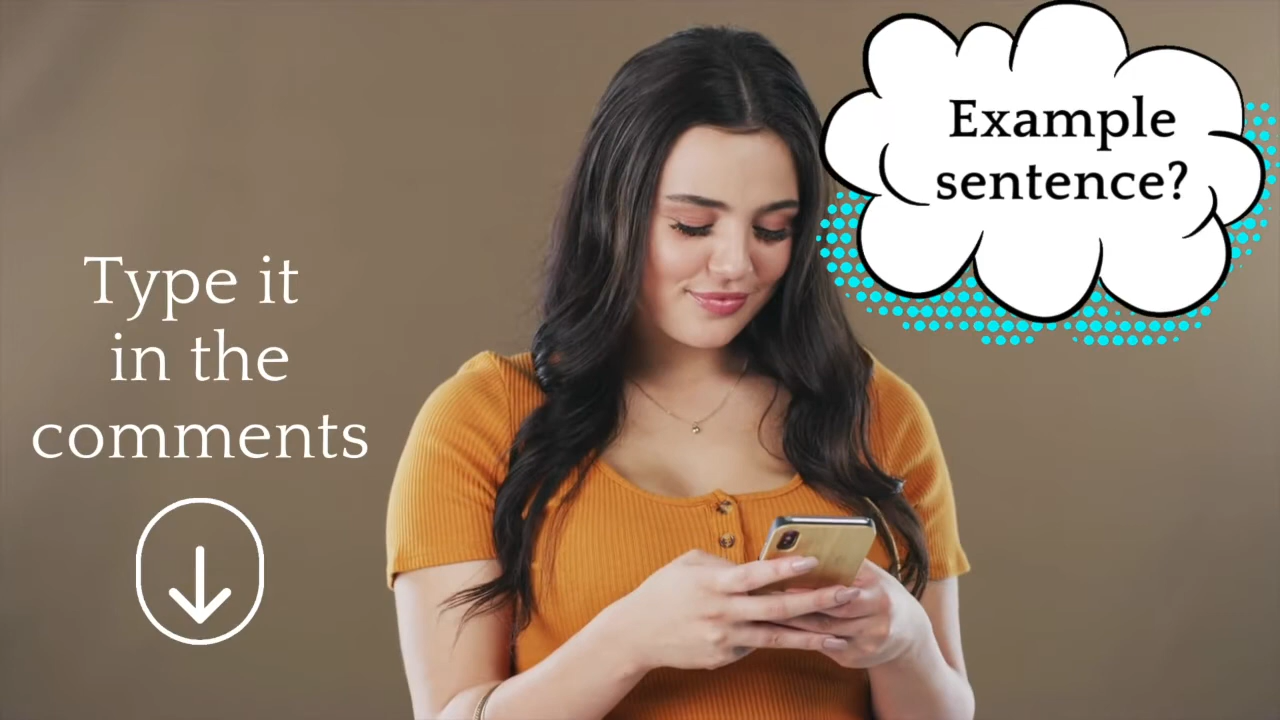 Type it
in the
comments
Example
sentence?